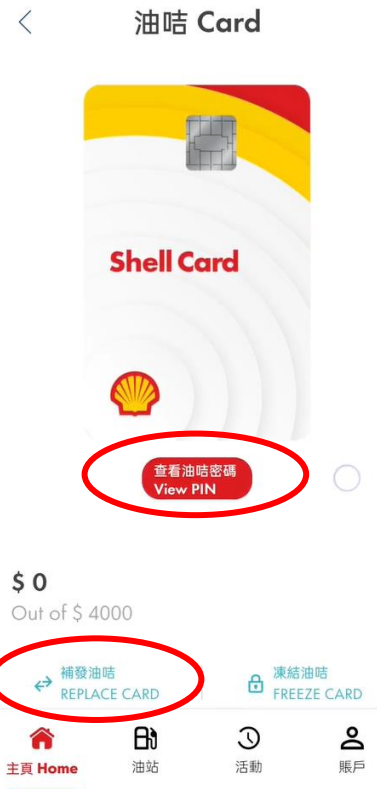 油咭 Card
Shell Card
查看油咭密碼
View PIN
$ 0
Out of $ 4000
補發油咭
REPLACE CARD
凍結油咭
FREEZE CARD
主頁 Home
油站
活動
賬戶